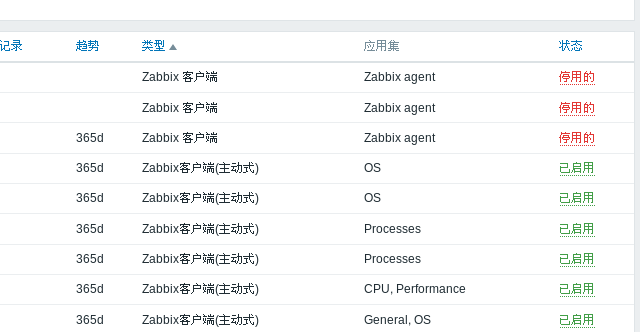 记录 趋势 类型 应用集 状态
Zabbix 客户端 Zabbix agent 停用的
Zabbix 客户端 Zabbix agent 停用的
365d Zabbix 客户端 Zabbix agent 停用的
365d Zabbix客户端(主动式) OS 已启用
365d Zabbix客户端(主动式) OS 已启用
365d Zabbix客户端(主动式) Processes 已启用
365d Zabbix客户端(主动式) Processes 已启用
365d Zabbix客户端(主动式) CPU, Performance 已启用
365d Zabbix客户端(主动式) General, OS 已启用